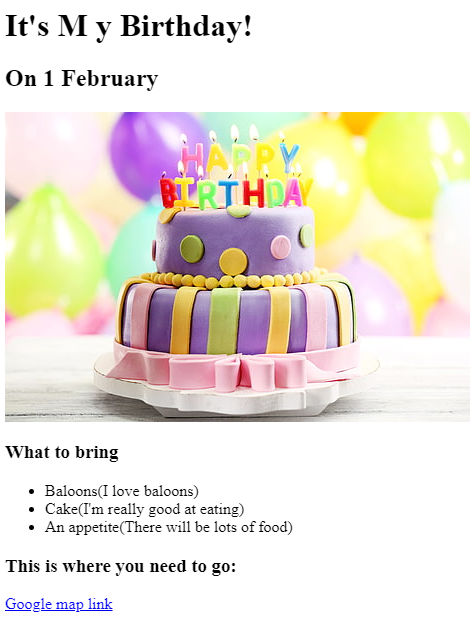 It's M y Birthday!
On 1 February
HAPPY
BIRTHDAY
What to bring
Baloons(I love baloons)
Cake(I'm really good at eating)
An appetite(There will be lots of food)
This is where you need to go:
Google map link